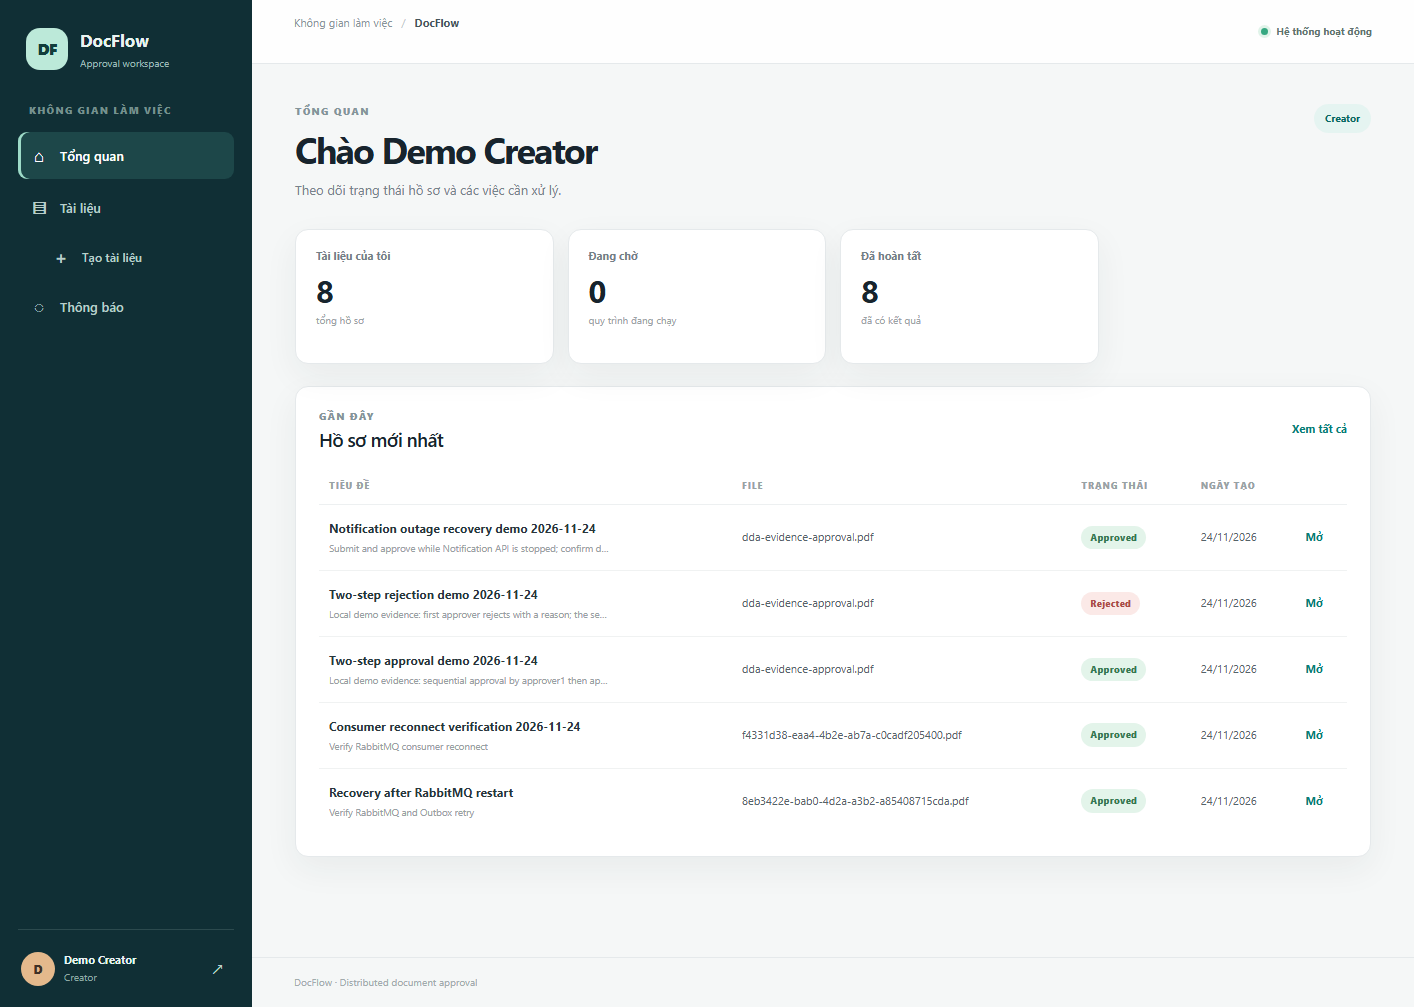 DF
DocFlow
Approval workspace
KHÔNG GIAN LÀM VIỆC
Tổng quan
Tài liệu
+ Tạo tài liệu
Thông báo
D
Demo Creator
Creator
Không gian làm việc / DocFlow
Hệ thống hoạt động
TỔNG QUAN
Creator
Chào Demo Creator
Theo dõi trạng thái hồ sơ và các việc cần xử lý.
Tài liệu của tôi
8
tổng hồ sơ
Đang chờ
0
quy trình đang chạy
Đã hoàn tất
8
đã có kết quả
GẦN ĐÂY
Hồ sơ mới nhất
Xem tất cả
TIÊU ĐỀ FILE TRẠNG THÁI NGÀY TẠO
Notification outage recovery demo 2026-11-24
Submit and approve while Notification API is stopped; confirm d...
dda-evidence-approval.pdf Approved 24/11/2026 Mở
Two-step rejection demo 2026-11-24
Local demo evidence: first approver rejects with a reason; the se...
dda-evidence-approval.pdf Rejected 24/11/2026 Mở
Two-step approval demo 2026-11-24
Local demo evidence: sequential approval by approver1 then ap...
dda-evidence-approval.pdf Approved 24/11/2026 Mở
Consumer reconnect verification 2026-11-24
Verify RabbitMQ consumer reconnect
f4331d38-eaa4-4b2e-ab7a-c0cadf205400.pdf Approved 24/11/2026 Mở
Recovery after RabbitMQ restart
Verify RabbitMQ and Outbox retry
8eb3422e-bab0-4d2a-a3b2-a85408715cda.pdf Approved 24/11/2026 Mở
DocFlow · Distributed document approval